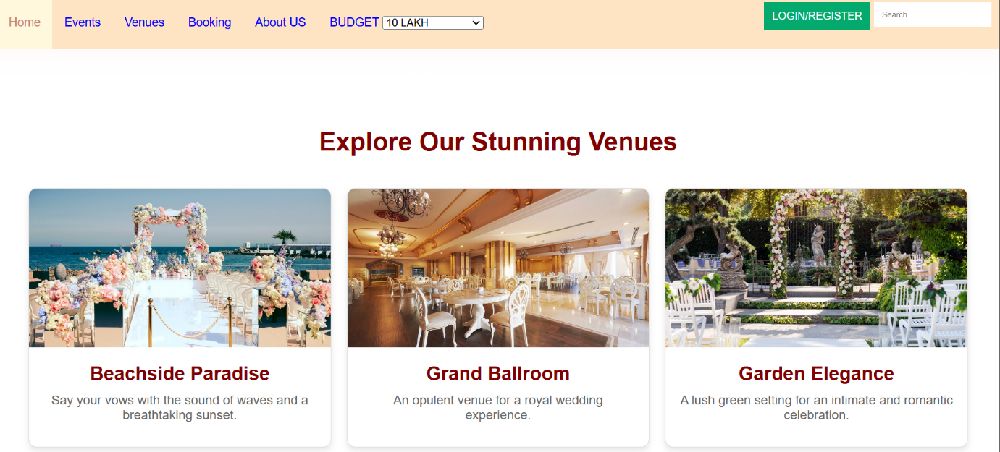 Home Events Venues Booking About US BUDGET 10 LAKH LOGIN/REGISTER Search..
Explore Our Stunning Venues
Beachside Paradise
Say your vows with the sound of waves and a
breathtaking sunset.
Grand Ballroom
An opulent venue for a royal wedding
experience.
Garden Elegance
A lush green setting for an intimate and romantic
celebration.